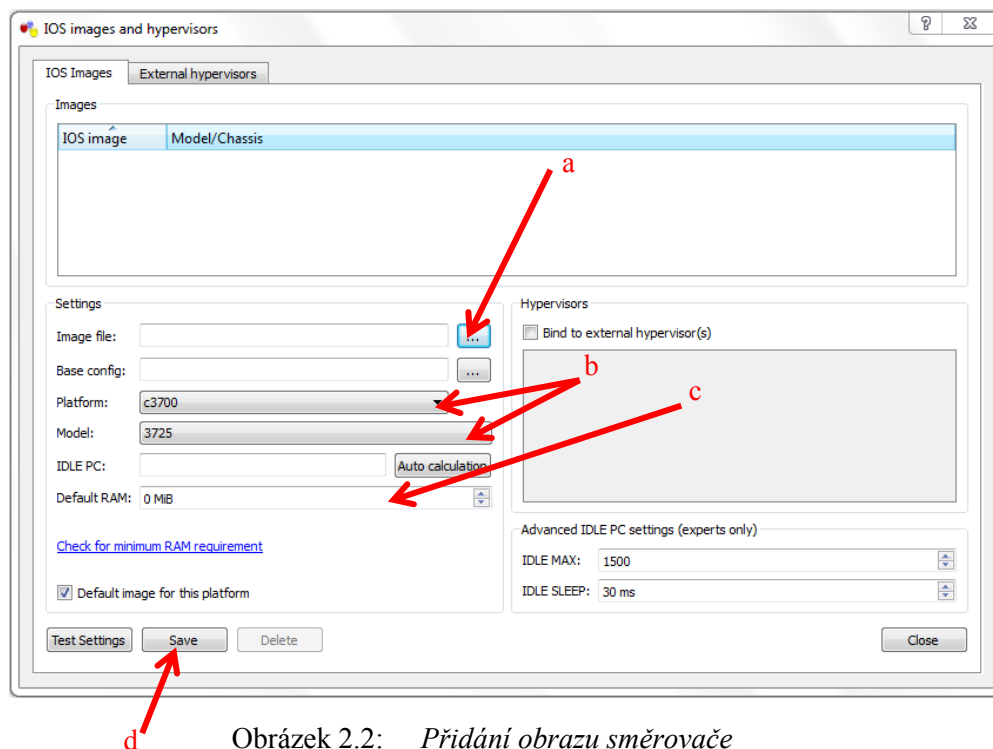 IOS images and hypervisors
IOS Images External hypervisors
Images
IOS image Model/Chassis
a
Settings
Image file: ...
Base config: ...
Platform: c3700
Model: 3725
IDLE PC: Auto calculation
Default RAM: 0 MiB
Check for minimum RAM requirement
Default image for this platform
Hypervisors
Bind to external hypervisor(s)
b
c
Advanced IDLE PC settings (experts only)
IDLE MAX: 1500
IDLE SLEEP: 30 ms
Test Settings Save Delete Close
d
Obrázek 2.2: Přidání obrazu směrovače